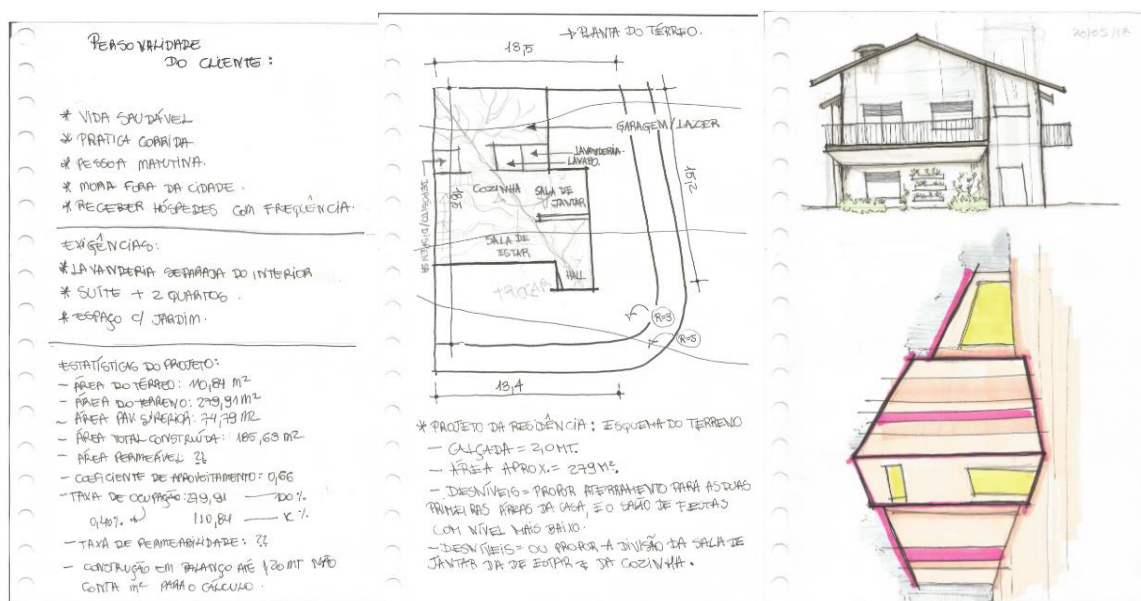 PERSONALIDADE
DO CLIENTE:
* VIDA SAUDÁVEL
* PRATICA CORRIDA
* PESSOA MATUTINA.
* MORA FORA DA CIDADE.
* RECEBER HÓSPEDES COM FREQUÊNCIA.
EXIGÊNCIAS:
* LAVANDERIA SEPARADA DO INTERIOR
* SUÍTE + 2 QUARTOS.
* ESPAÇO C/ JARDIM.
ESTATÍSTICAS DO PROJETO:
- ÁREA DO TÉRREO: 110,84 M²
- ÁREA DO TERRENO: 279,91 M²
- ÁREA PAV. SUPERIOR: 74,79 M2
- ÁREA TOTAL CONSTRUÍDA: 185,63 M2
- ÁREA PERMEÁVEL ??
- COEFICIENTE DE APROVEITAMENTO: 0,66
- TAXA DE OCUPAÇÃO: 279,91 — 100%
0,40% 110,84 — X %
- TAXA DE PERMEABILIDADE: ??
- CONSTRUÇÃO EM BALANÇO ATÉ 1,20 MT NÃO
CONTA m² PARA O CÁLCULO.
→ PLANTA DO TÉRREO.
13,5
GARAGEM/LAZER
LAVANDERIA
LAVABO.
15,2
DEPOSITO/DISPENSA
COZINHA
SALA DE
JANTAR
SALA DE
ESTAR
HALL
R=3
R=5
13,4
* PROJETO DA RESIDÊNCIA: ESQUEMA DO TERRENO
- CALÇADA = 2,0 MT.
- ÁREA APROX. = 279 M².
- DESNÍVEIS = PROPOR ATERRAMENTO PARA AS DUAS
PRIMEIRAS ÁREAS DA CASA, E O SALÃO DE FESTAS
COM NÍVEL MAIS BAIXO.
- DESNÍVEIS = OU PROPOR A DIVISÃO DA SALA DE
JANTAR DA DE ESTAR E DA COZINHA.
20/05/18